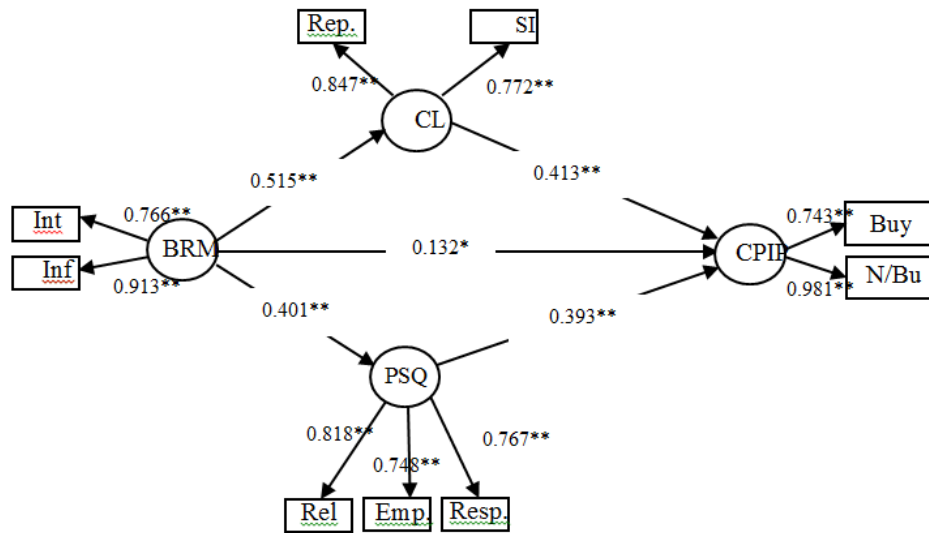 Rep.
SI
0.847**
0.772**
CL
0.515**
0.413**
Int
0.766**
0.743**
Buy
BRM
0.132*
CPIP
Inf
0.913**
0.981**
N/Bu
0.401**
0.393**
PSQ
0.818**
0.748**
0.767**
Rel
Emp.
Resp.